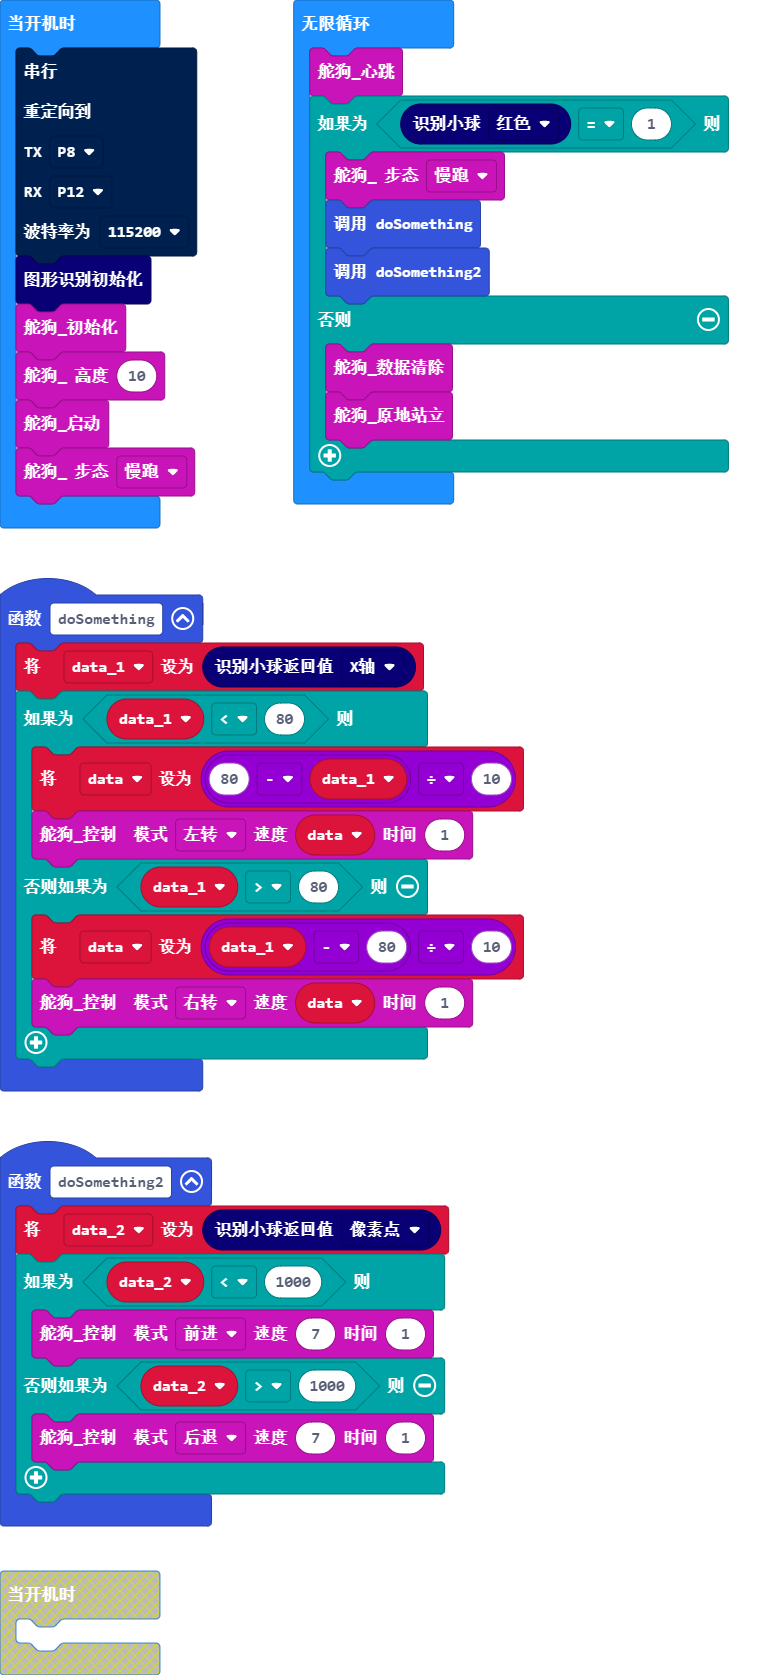 当开机时
串行
重定向到
TX P8
RX P12
波特率为 115200
图形识别初始化
舵狗_初始化
舵狗_ 高度 10
舵狗_启动
舵狗_ 步态 慢跑
无限循环
舵狗_心跳
如果为 识别小球 红色 = 1 则
舵狗_ 步态 慢跑
调用 doSomething
调用 doSomething2
否则
舵狗_数据清除
舵狗_原地站立
函数 doSomething
将 data_1 设为 识别小球返回值 X轴
如果为 data_1 < 80 则
将 data 设为 80 - data_1 ÷ 10
舵狗_控制 模式 左转 速度 data 时间 1
否则如果为 data_1 > 80 则
将 data 设为 data_1 - 80 ÷ 10
舵狗_控制 模式 右转 速度 data 时间 1
函数 doSomething2
将 data_2 设为 识别小球返回值 像素点
如果为 data_2 < 1000 则
舵狗_控制 模式 前进 速度 7 时间 1
否则如果为 data_2 > 1000 则
舵狗_控制 模式 后退 速度 7 时间 1
当开机时